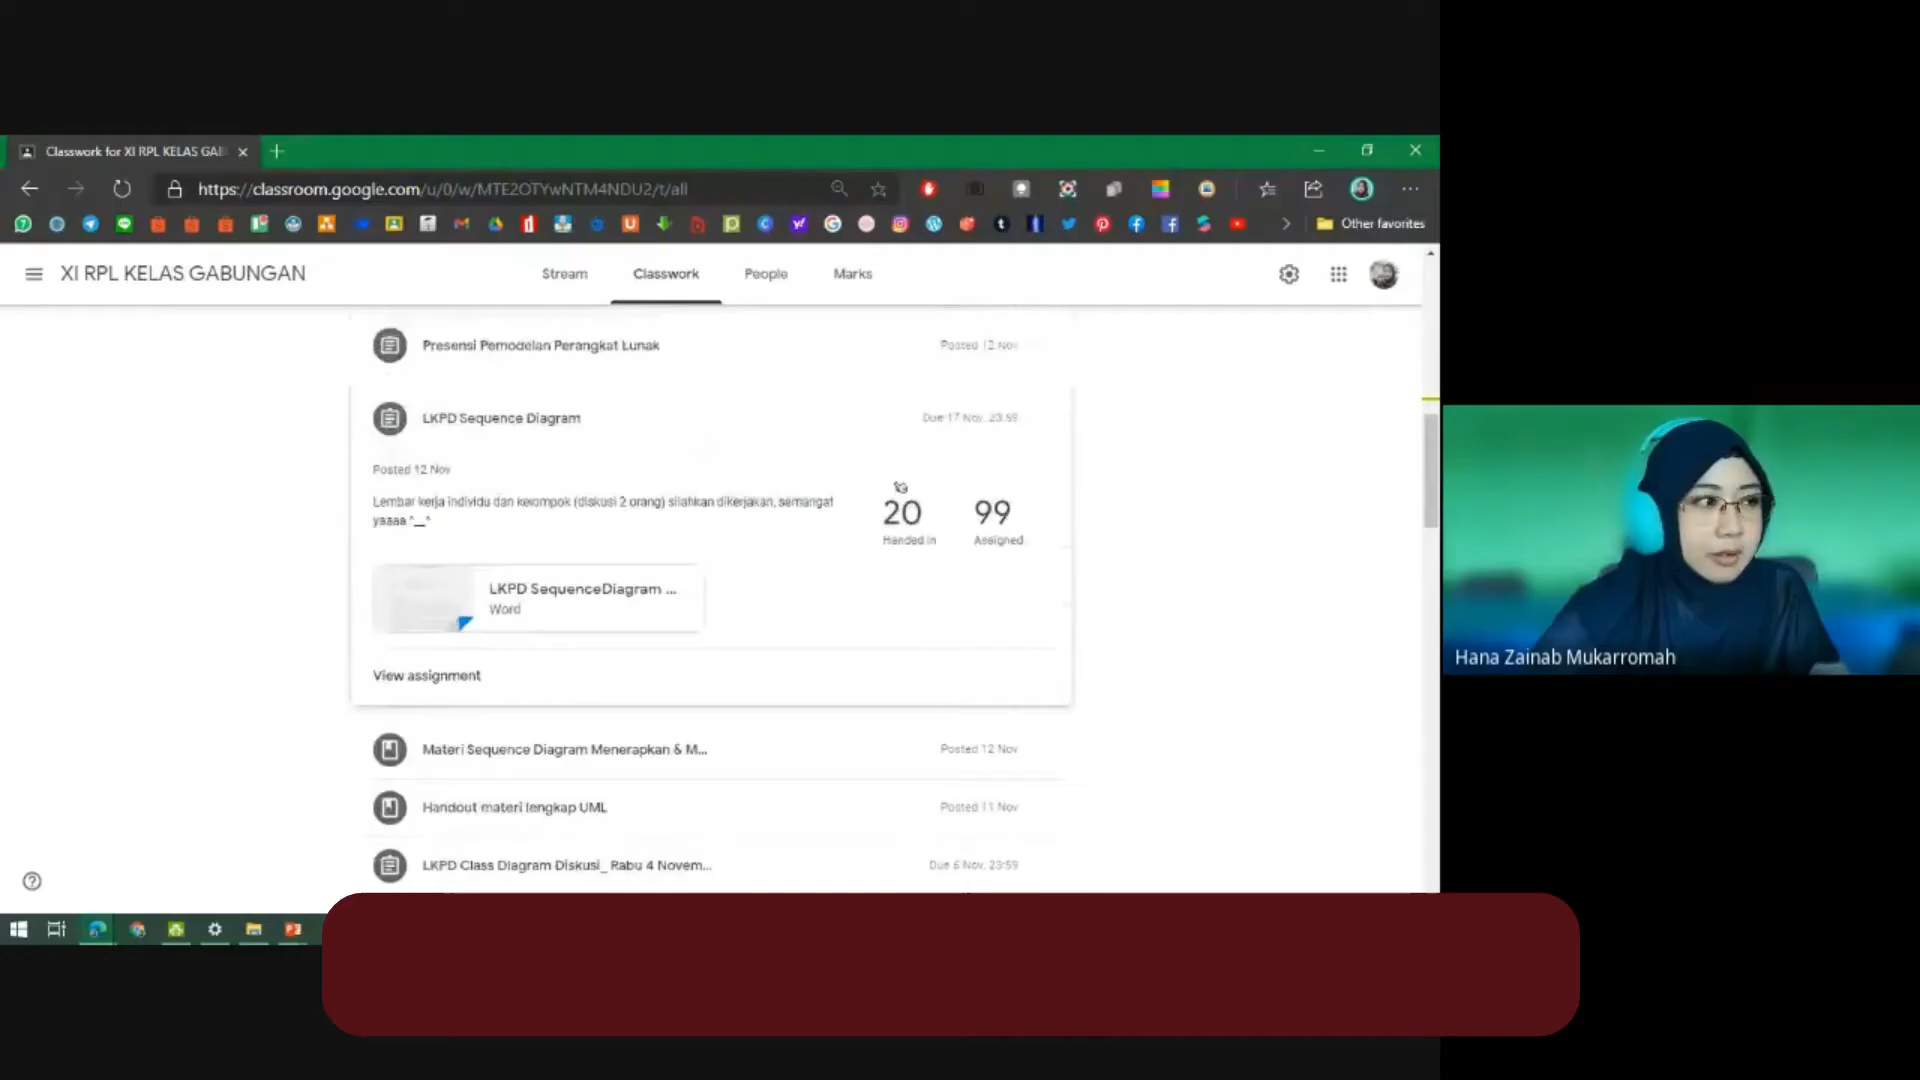 Classwork for XI RPL KELAS GAB
https://classroom.google.com/u/0/w/MTE2OTYwNTM4NDU2/t/all
Other favorites
XI RPL KELAS GABUNGAN
Stream
Classwork
People
Marks
Presensi Pemodelan Perangkat Lunak
Posted 12 Nov
LKPD Sequence Diagram
Due 17 Nov, 23:59
Posted 12 Nov
Lembar kerja individu dan kelompok (diskusi 2 orang) silahkan dikerjakan, semangat
yaaaa ^_^
20
Handed in
99
Assigned
LKPD SequenceDiagram ...
Word
View assignment
Materi Sequence Diagram Menerapkan & M...
Posted 12 Nov
Handout materi lengkap UML
Posted 11 Nov
LKPD Class Diagram Diskusi_ Rabu 4 Novem...
Due 6 Nov, 23:59
Hana Zainab Mukarromah